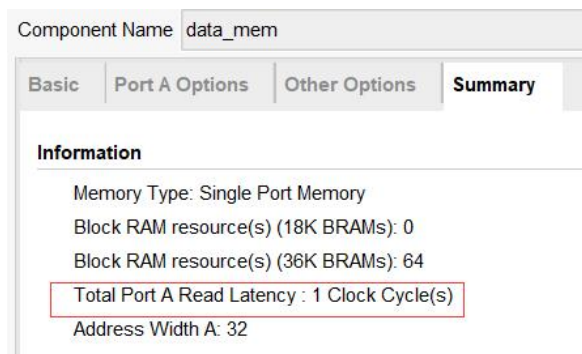 Component Name data_mem
Basic Port A Options Other Options Summary
Information
Memory Type: Single Port Memory
Block RAM resource(s) (18K BRAMs): 0
Block RAM resource(s) (36K BRAMs): 64
Total Port A Read Latency : 1 Clock Cycle(s)
Address Width A: 32